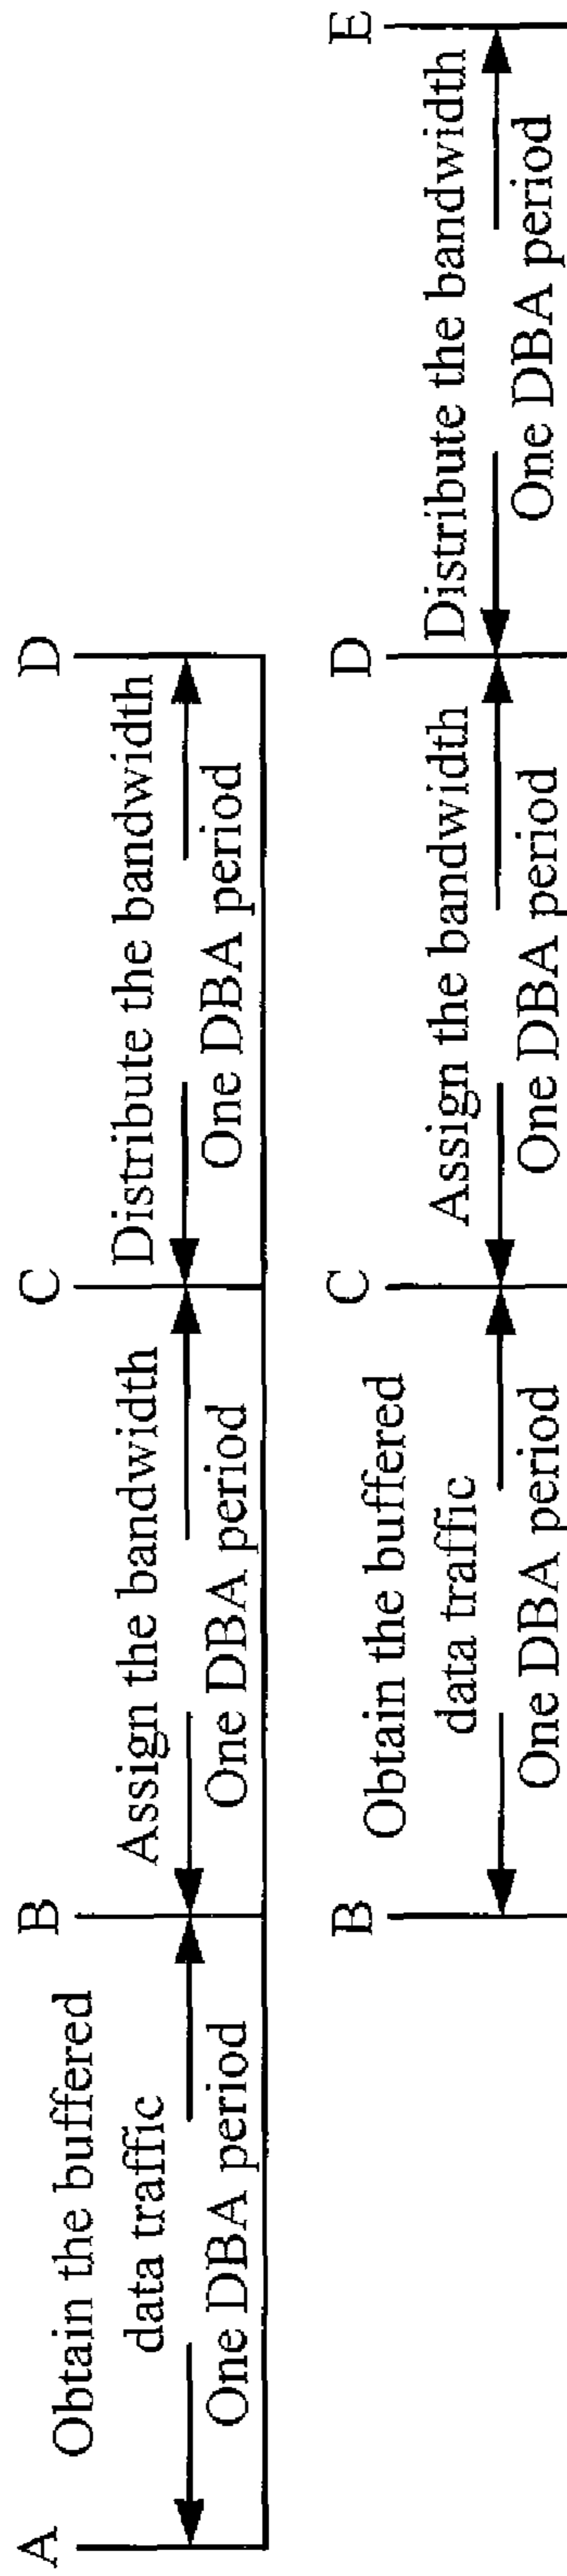 A
B
C
D
Obtain the buffered
data traffic
One DBA period
Assign the bandwidth
One DBA period
Distribute the bandwidth
One DBA period
B
C
D
E
Obtain the buffered
data traffic
One DBA period
Assign the bandwidth
One DBA period
Distribute the bandwidth
One DBA period